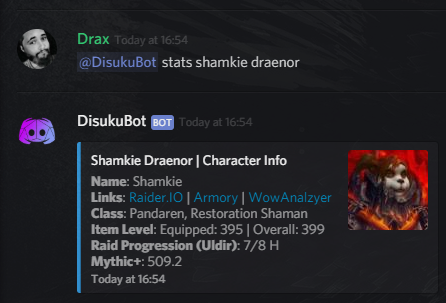 Drax Today at 16:54
@DisukuBot stats shamkie draenor
DisukuBot BOT Today at 16:54
Shamkie Draenor | Character Info
Name: Shamkie
Links: Raider.IO | Armory | WowAnalzyer
Class: Pandaren, Restoration Shaman
Item Level: Equipped: 395 | Overall: 399
Raid Progression (Uldir): 7/8 H
Mythic+: 509.2
Today at 16:54